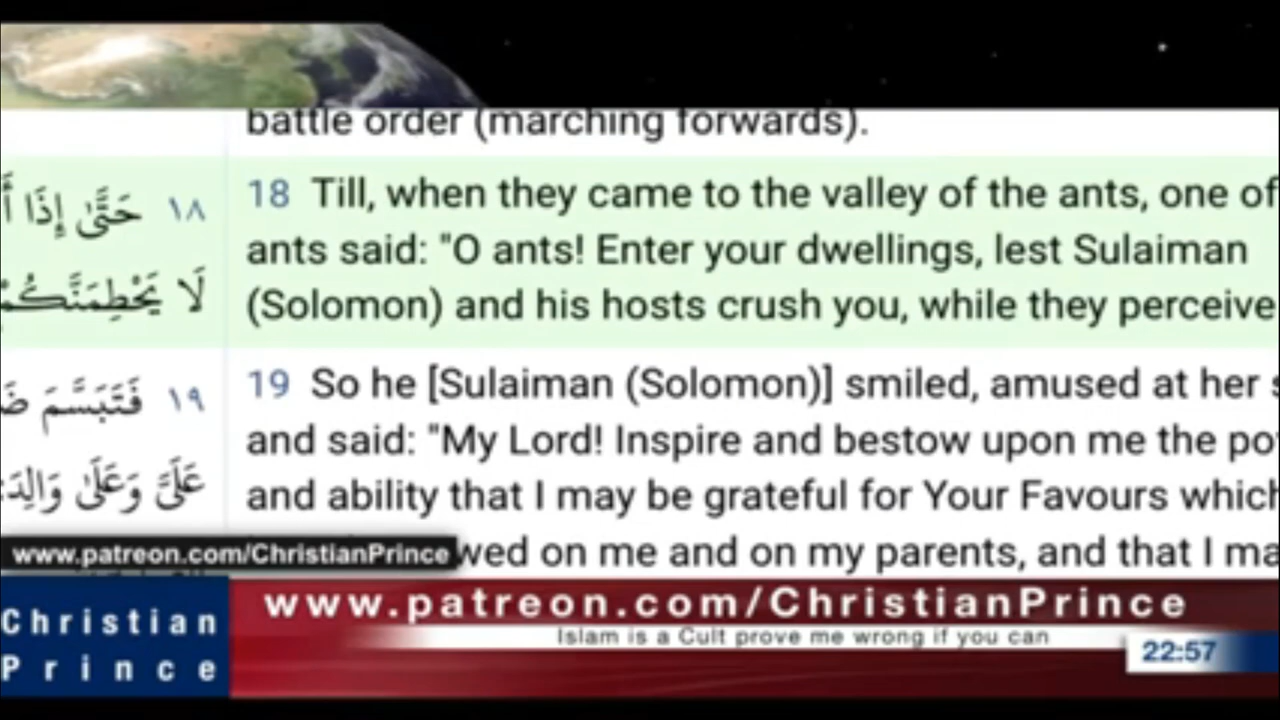 battle order (marching forwards).
١٨ حَتَّىٰ إِذَا
18 Till, when they came to the valley of the ants, one of
ants said: "O ants! Enter your dwellings, lest Sulaiman
لَا يَحْطِمَنَّكُمْ
(Solomon) and his hosts crush you, while they perceive
١٩ فَتَبَسَّمَ
19 So he [Sulaiman (Solomon)] smiled, amused at her
and said: "My Lord! Inspire and bestow upon me the
عَلَيَّ وَعَلَىٰ
and ability that I may be grateful for Your Favours which
www.patreon.com/ChristianPrince
on me and on my parents, and that I
www.patreon.com/ChristianPrince
Islam is a Cult prove me wrong if you can
Christian
Prince
22:57